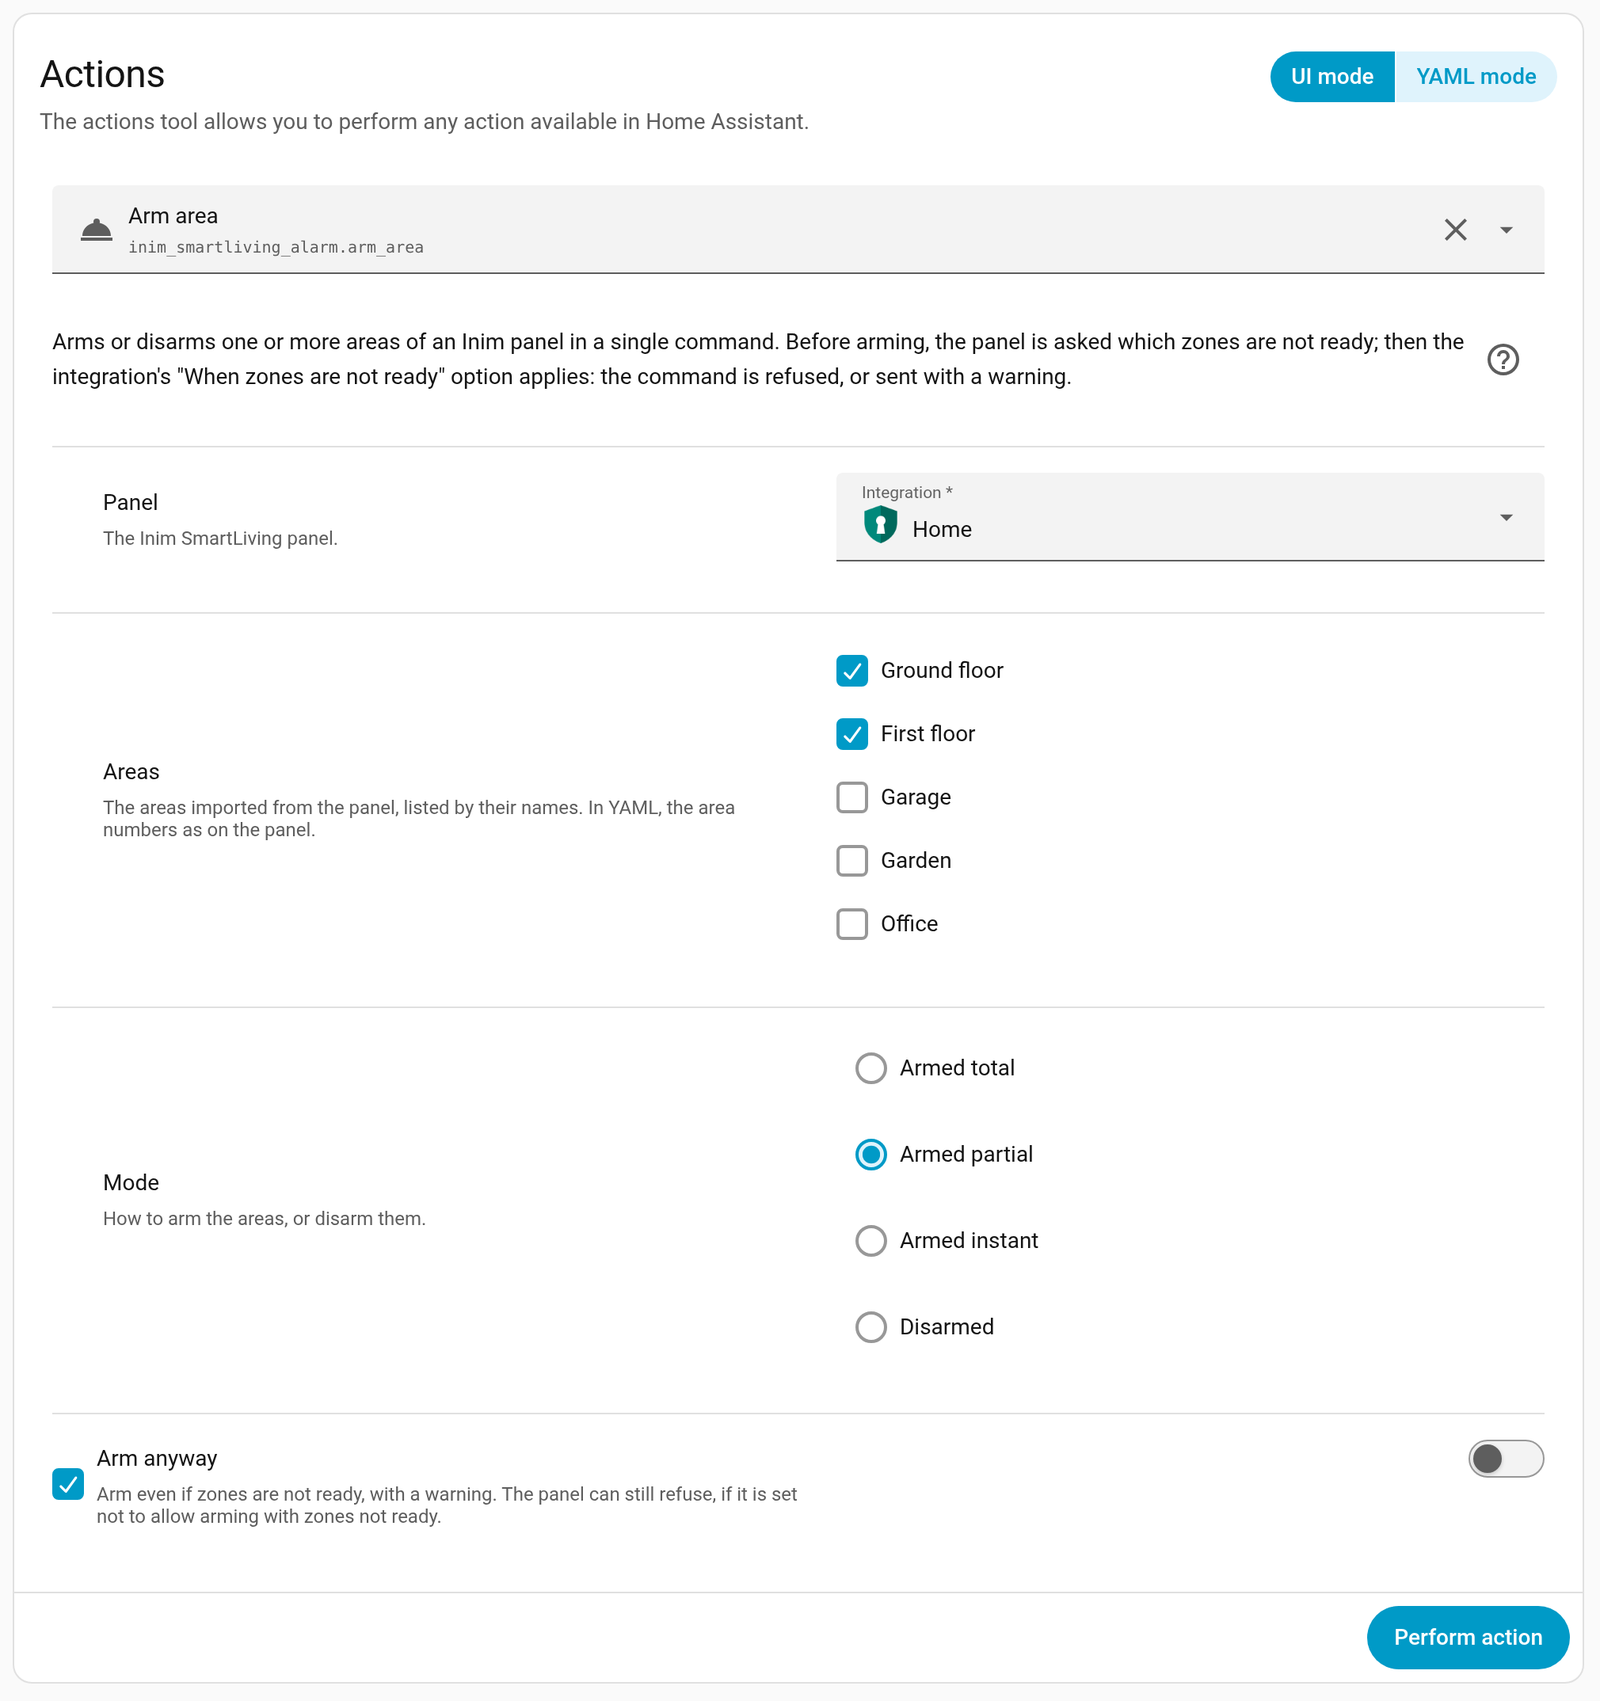 Actions
UI mode
YAML mode
The actions tool allows you to perform any action available in Home Assistant.
Arm area
inim_smartliving_alarm.arm_area
Arms or disarms one or more areas of an Inim panel in a single command. Before arming, the panel is asked which zones are not ready; then the
integration's "When zones are not ready" option applies: the command is refused, or sent with a warning.
Panel
The Inim SmartLiving panel.
Integration *
Home
Areas
The areas imported from the panel, listed by their names. In YAML, the area
numbers as on the panel.
Ground floor
First floor
Garage
Garden
Office
Mode
How to arm the areas, or disarm them.
Armed total
Armed partial
Armed instant
Disarmed
Arm anyway
Arm even if zones are not ready, with a warning. The panel can still refuse, if it is set
not to allow arming with zones not ready.
Perform action